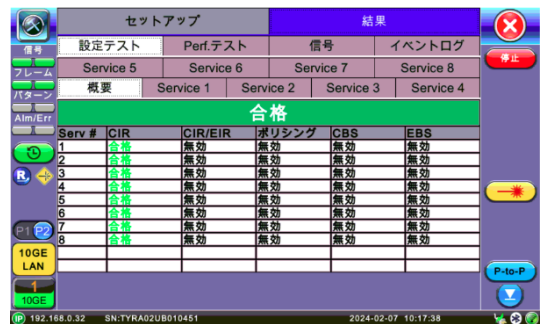 セットアップ 結果
信号 設定テスト Perf.テスト 信号 イベントログ
停止
フレーム Service 5 Service 6 Service 7 Service 8
パターン 概要 Service 1 Service 2 Service 3 Service 4
Alm/Err 合格
Serv # CIR CIR/EIR ポリシング CBS EBS
1 合格 無効 無効 無効 無効
2 合格 無効 無効 無効 無効
3 合格 無効 無効 無効 無効
4 合格 無効 無効 無効 無効
5 合格 無効 無効 無効 無効
6 合格 無効 無効 無効 無効
7 合格 無効 無効 無効 無効
8 合格 無効 無効 無効 無効
R
P1 P2
10GE
LAN
P-to-P
1
10GE
IP 192.168.0.32 SN:TYRA02UB010451 2024-02-07 10:17:38